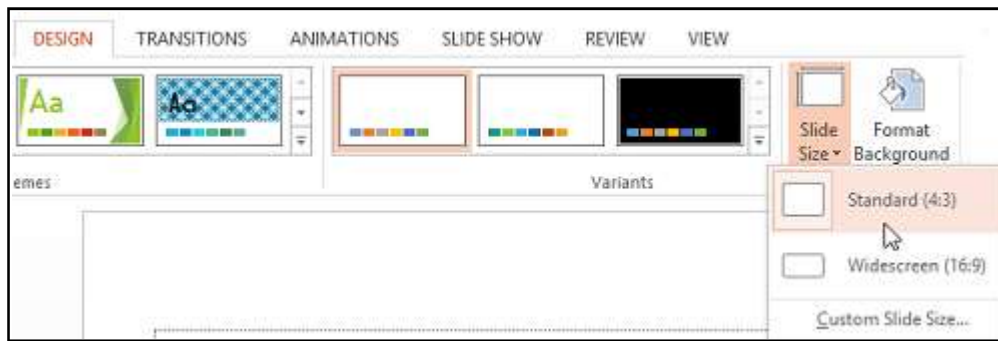 DESIGN TRANSITIONS ANIMATIONS SLIDE SHOW REVIEW VIEW
Aa Aa
Slide Size Format Background
emes Variants
Standard (4:3)
Widescreen (16:9)
Custom Slide Size...